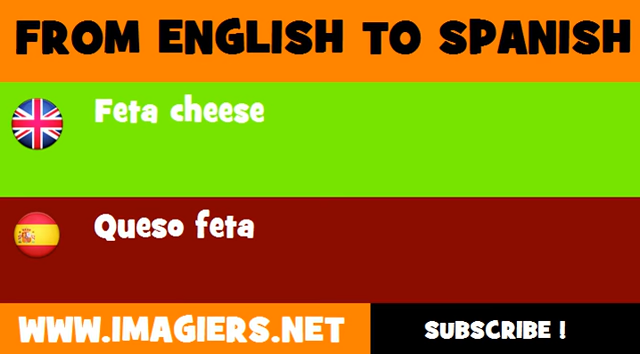 FROM ENGLISH TO SPANISH
Feta cheese
Queso feta
WWW.IMAGIERS.NET
SUBSCRIBE !